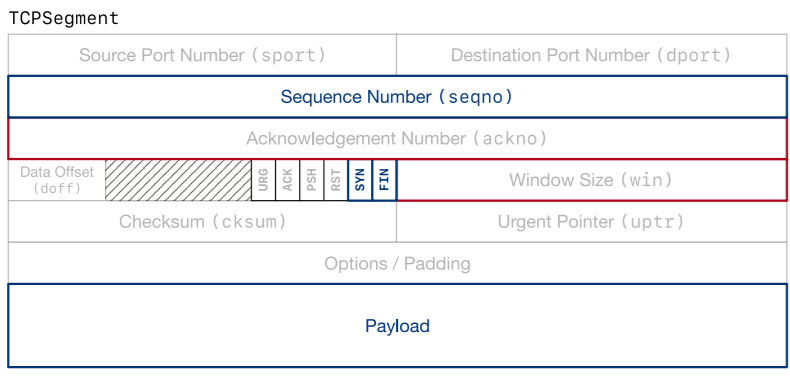 TCPSegment
Source Port Number (sport) Destination Port Number (dport)
Sequence Number (seqno)
Acknowledgement Number (ackno)
Data Offset
(doff)
URG ACK PSH RST SYN FIN
Window Size (win)
Checksum (cksum) Urgent Pointer (uptr)
Options / Padding
Payload